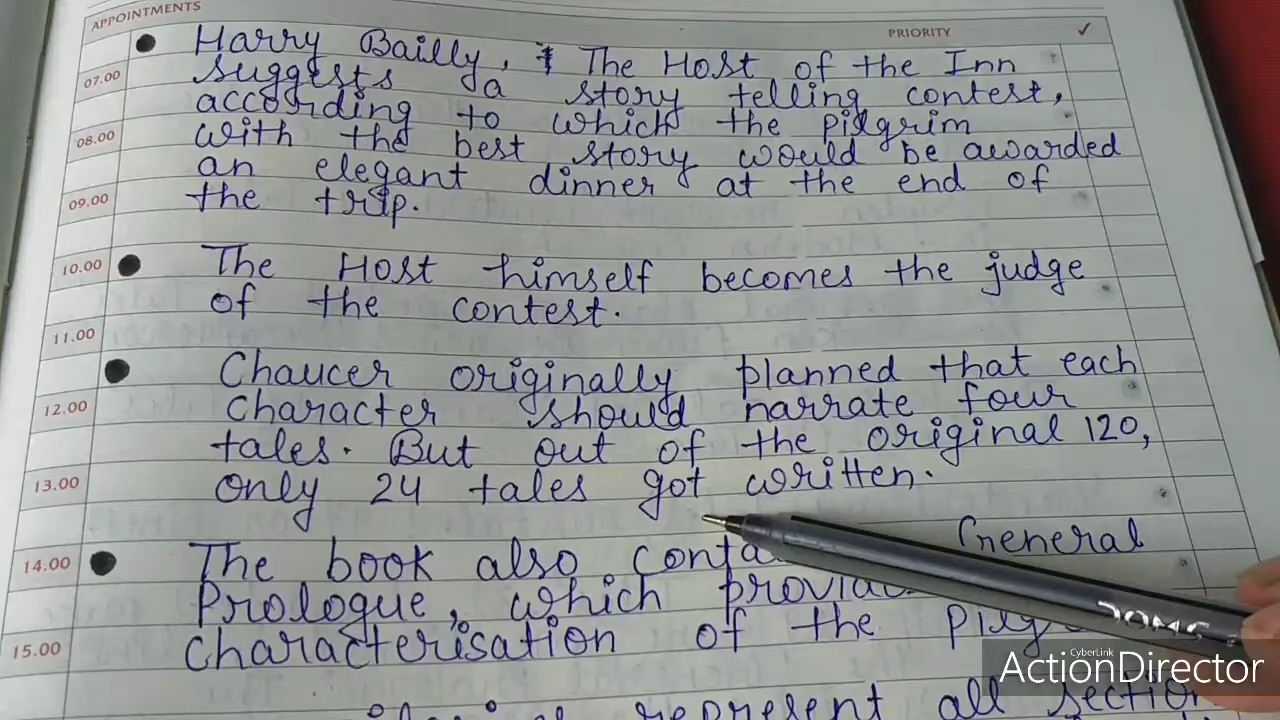 APPOINTMENTS
PRIORITY ✓
Harry Bailly, The Host of the Inn
07.00
suggests a story telling contest,
according to which the pilgrim
08.00
with the best story would be awarded
an elegant dinner at the end of
09.00
the trip.
10.00
The Host himself becomes the judge
of the contest.
11.00
Chaucer originally planned that each
12.00
character should narrate four
tales. But out of the original 120,
13.00
only 24 tales got written.
14.00
The book also General
Prologue, which
15.00
characterisation of the
represent all section
CyberLink
ActionDirector